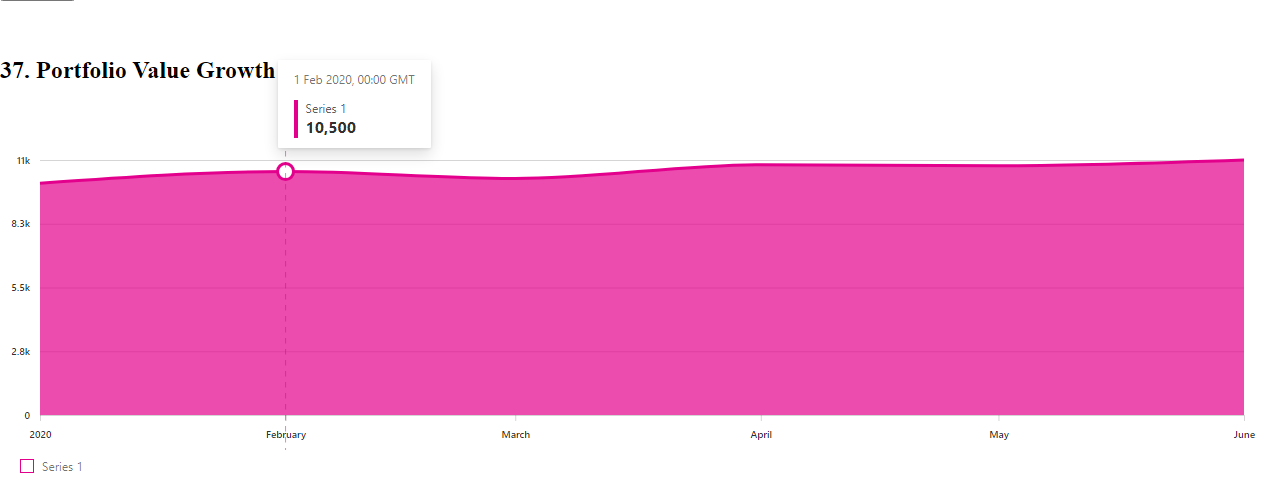 37. Portfolio Value Growth
1 Feb 2020, 00:00 GMT
Series 1
10,500
11k
8.3k
5.5k
2.8k
0
2020 February March April May June
Series 1